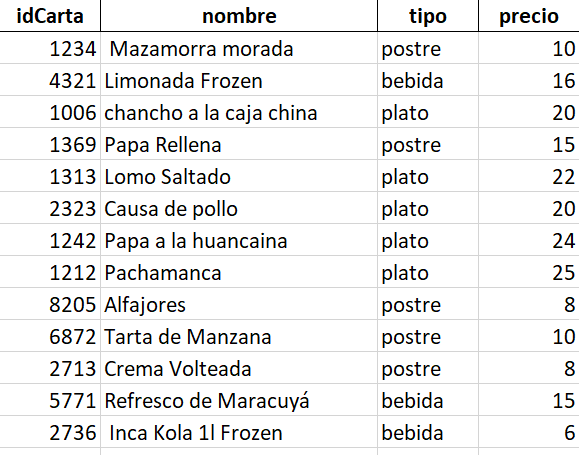 idCarta nombre tipo precio
1234 Mazamorra morada postre 10
4321 Limonada Frozen bebida 16
1006 chancho a la caja china plato 20
1369 Papa Rellena postre 15
1313 Lomo Saltado plato 22
2323 Causa de pollo plato 20
1242 Papa a la huancaina plato 24
1212 Pachamanca plato 25
8205 Alfajores postre 8
6872 Tarta de Manzana postre 10
2713 Crema Volteada postre 8
5771 Refresco de Maracuyá bebida 15
2736 Inca Kola 1l Frozen bebida 6